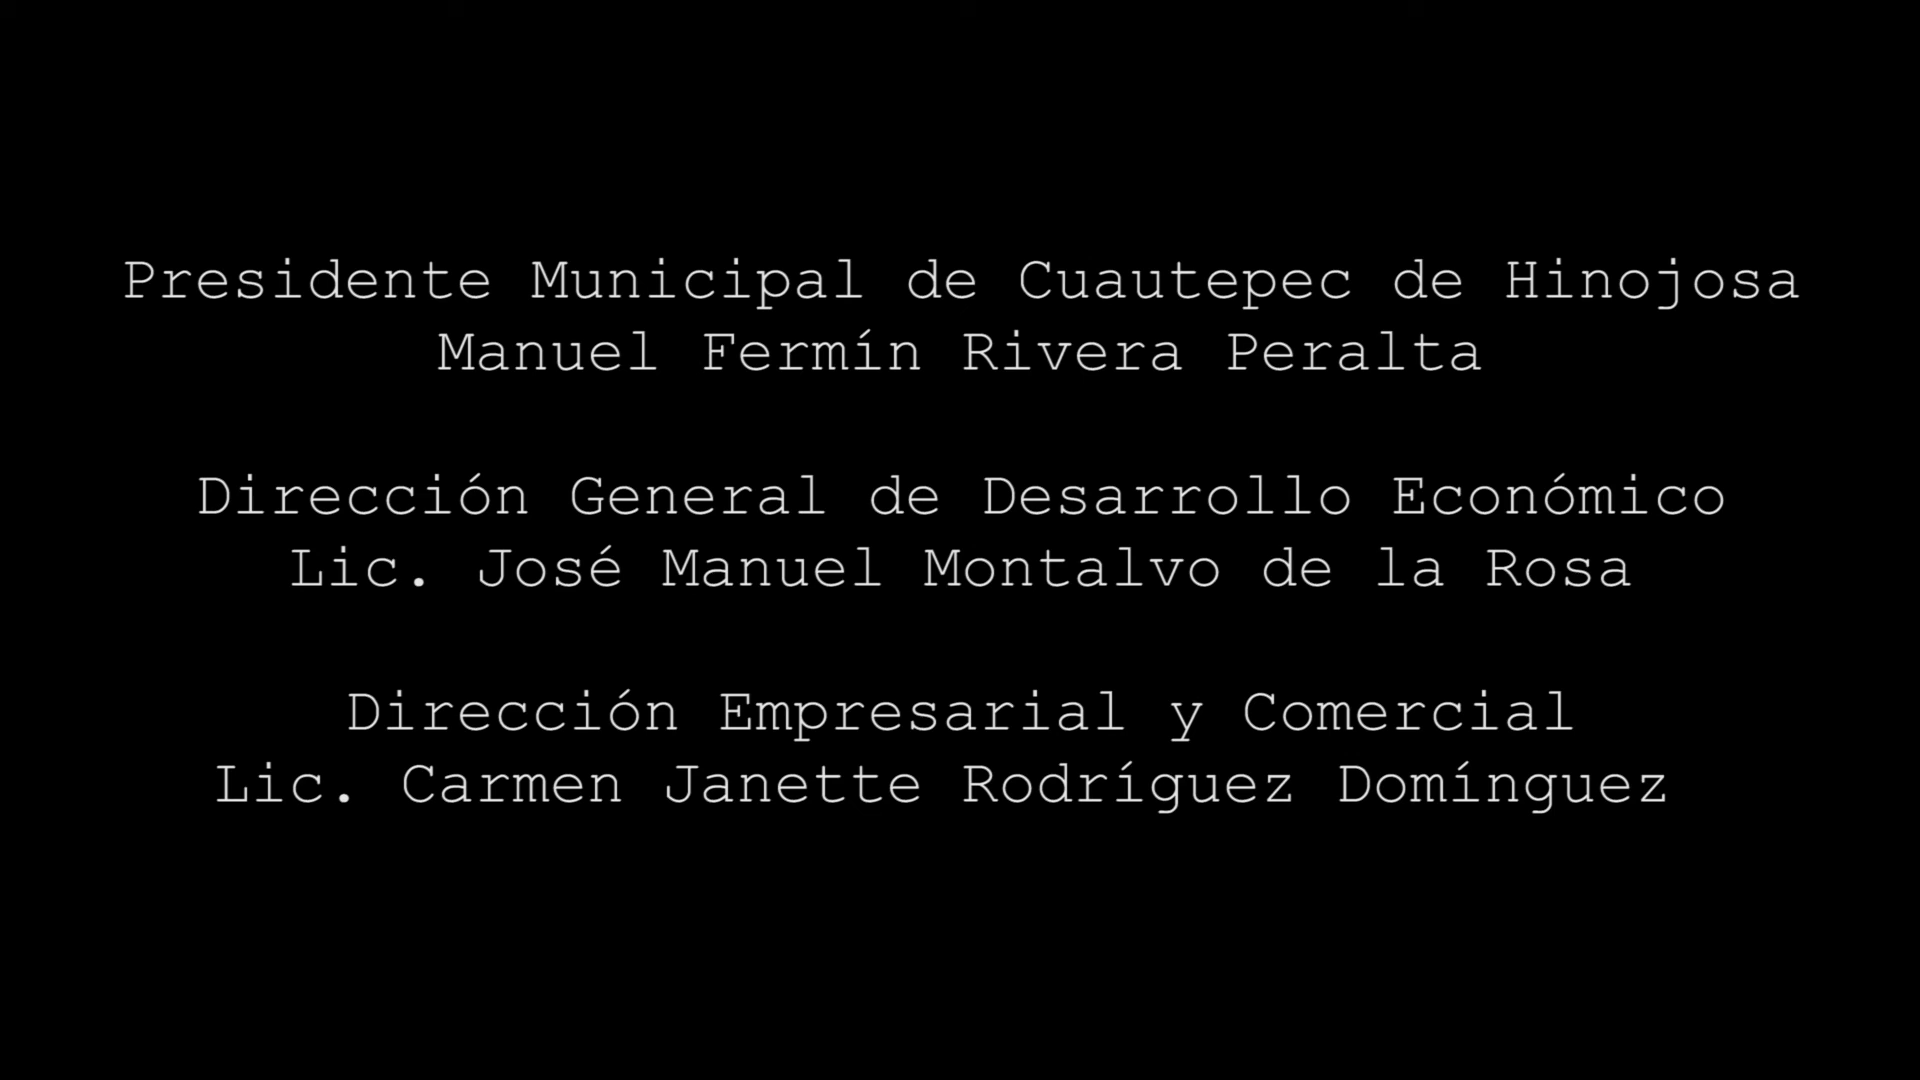 Presidente Municipal de Cuautepec de Hinojosa
Manuel Fermín Rivera Peralta
Dirección General de Desarrollo Económico
Lic. José Manuel Montalvo de la Rosa
Dirección Empresarial y Comercial
Lic. Carmen Janette Rodríguez Domínguez